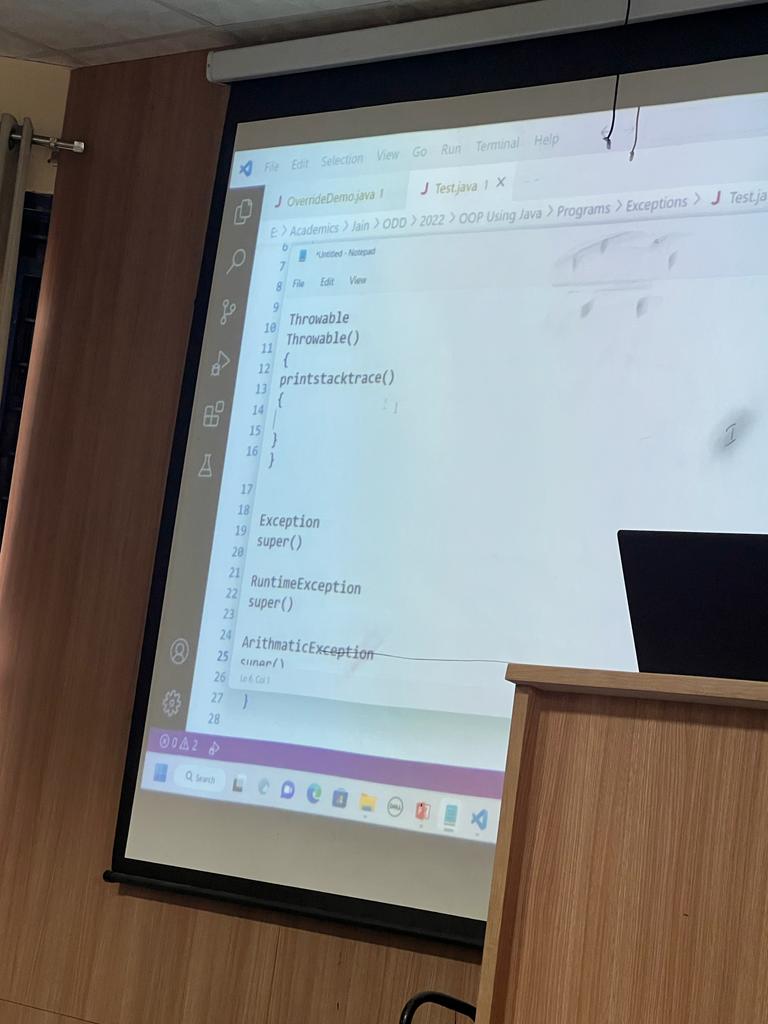 File Edit Selection View Go Run Terminal Help
J OverrideDemo.java 1 J Test.java 1 X
E: > Academics > Jain > ODD > 2022 > OOP Using Java > Programs > Exceptions > J Test.ja
6
*Untitled - Notepad
7
8 File Edit View
9
10 Throwable
11 Throwable()
12 {
13 printstacktrace()
14 {
15 }
16 }
17
18
19 Exception
20 super()
21
22 RuntimeException
23 super()
24
25 ArithmaticException
super()
26 Ln 6, Col 1
27 }
28
0 2
Search
DELL